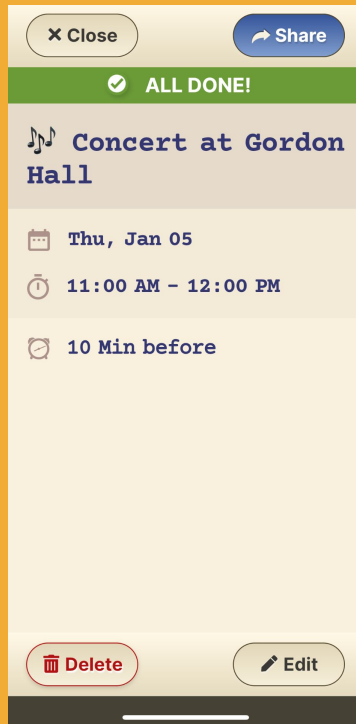 Close
Share
ALL DONE!
🎶 Concert at Gordon
Hall
Thu, Jan 05
11:00 AM - 12:00 PM
10 Min before
Delete
Edit